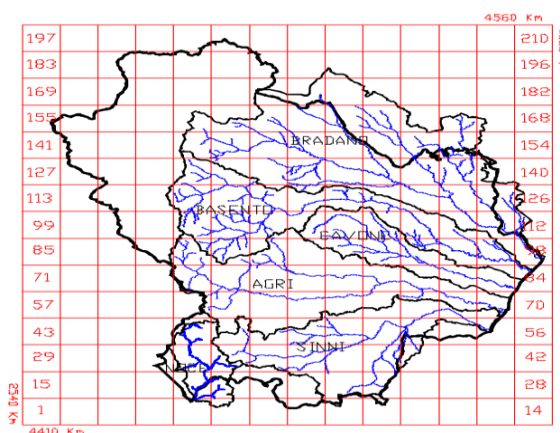 4560 Km
197 210
183 196
169 182
155 168
141 BRADANO 154
127 140
113 126
BASENTO
99 112
CAVONE
85 98
71 AGRI 84
57 70
43 56
SINNI
29 42
NOCE
15 28
1 14
2540 Km
4410 Km